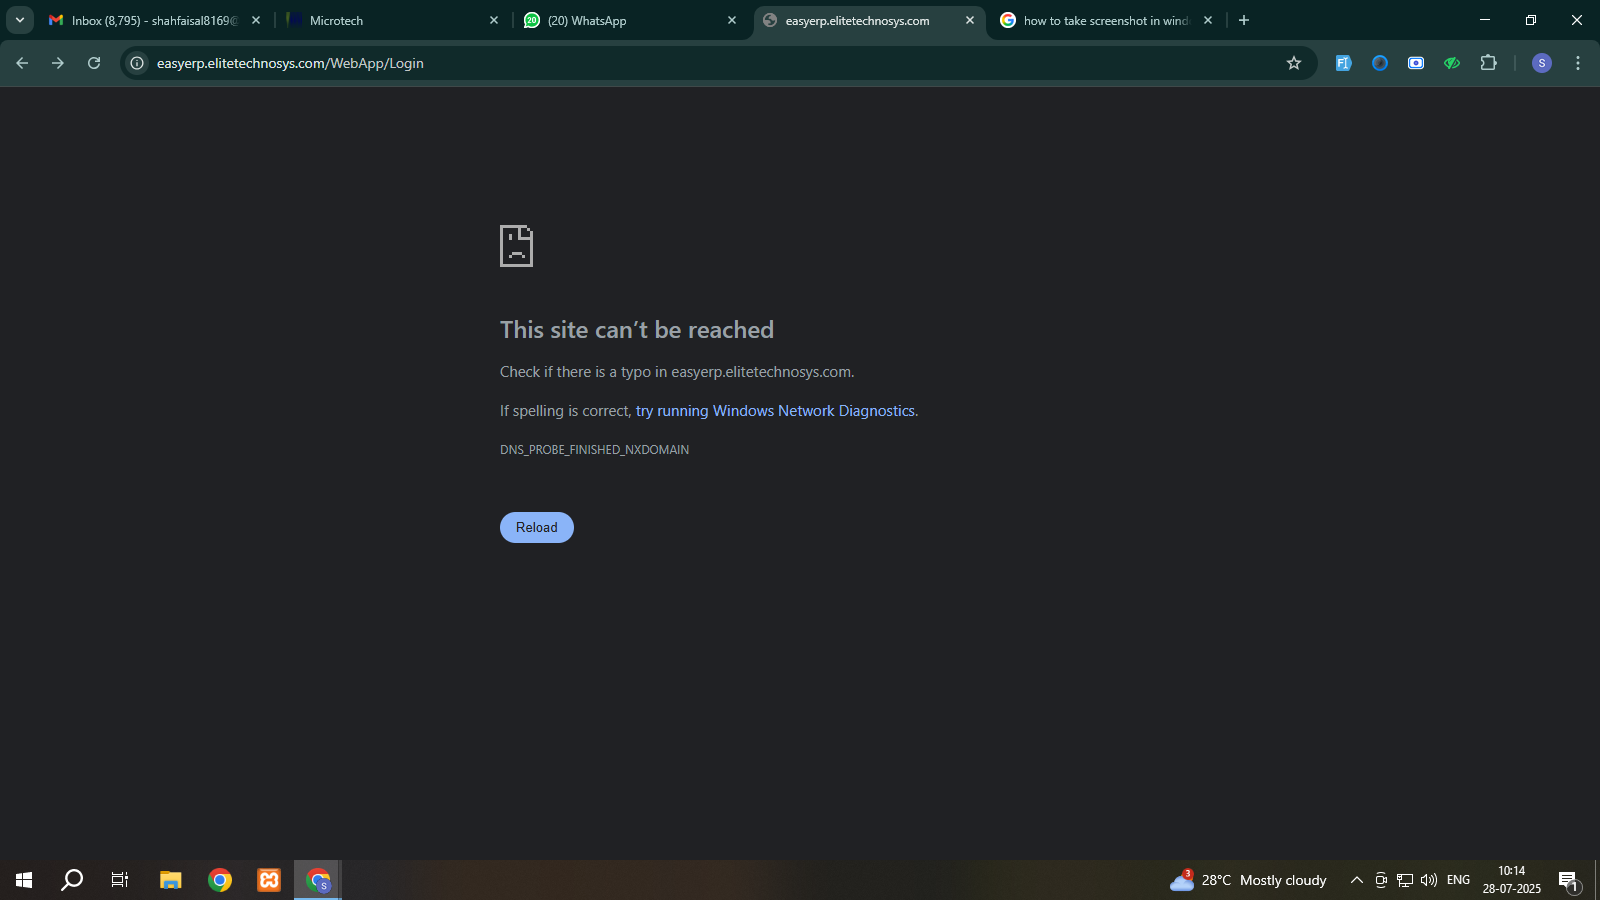 Inbox (8,795) - shahfaisal8169@
Microtech
(20) WhatsApp
easyerp.elitetechnosys.com
how to take screenshot in wind
easyerp.elitetechnosys.com/WebApp/Login
S
This site can’t be reached
Check if there is a typo in easyerp.elitetechnosys.com.
If spelling is correct, try running Windows Network Diagnostics.
DNS_PROBE_FINISHED_NXDOMAIN
Reload
S
3
28°C Mostly cloudy
ENG
10:14
28-07-2025
1